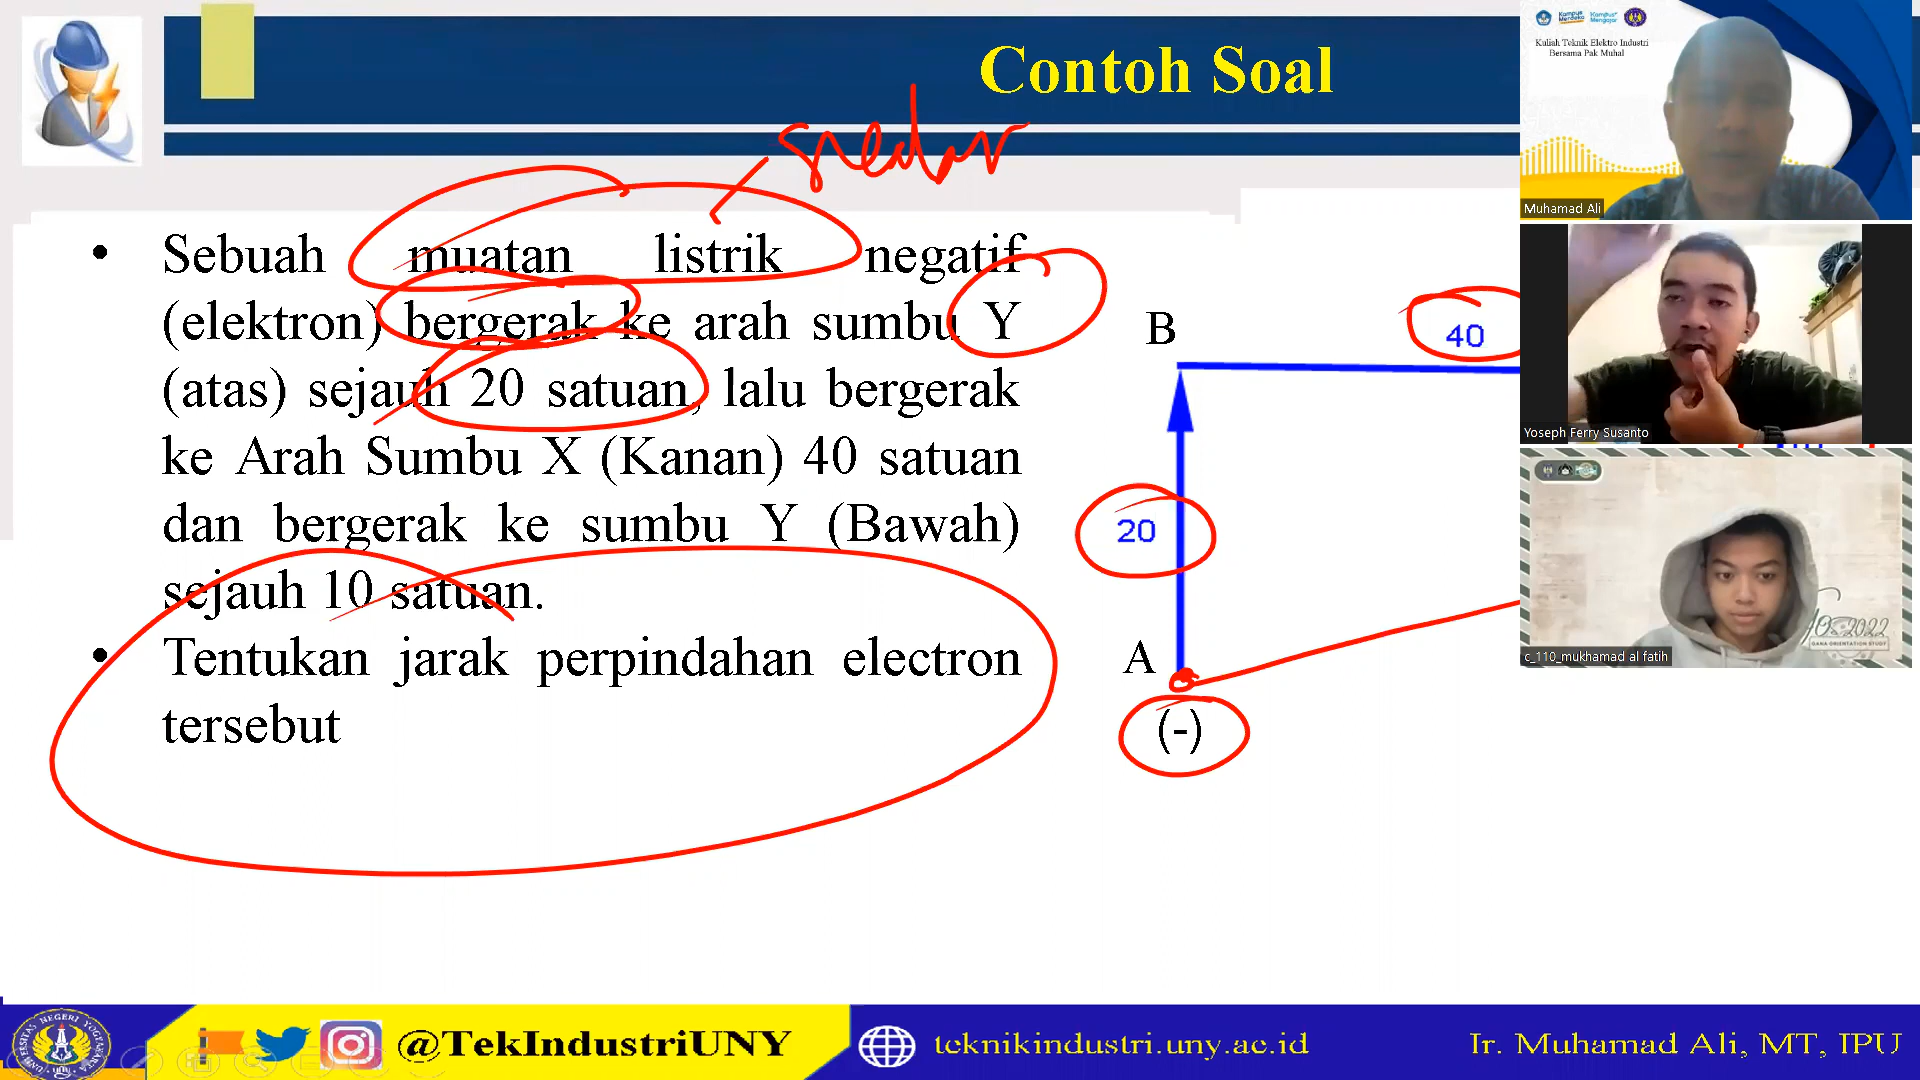 Contoh Soal
Kuliah Teknik Elektro Industri
Bersama Pak Muhal
Muhamad Ali
• Sebuah muatan listrik negatif
(elektron) bergerak ke arah sumbu Y
(atas) sejauh 20 satuan, lalu bergerak
ke Arah Sumbu X (Kanan) 40 satuan
dan bergerak ke sumbu Y (Bawah)
sejauh 10 satuan.
• Tentukan jarak perpindahan electron
tersebut
B
40
20
A
(-)
Yoseph Ferry Susanto
c_110_mukhamad al fatih
@TekIndustriUNY
teknikindustri.uny.ac.id
Ir. Muhamad Ali, MT, IPU